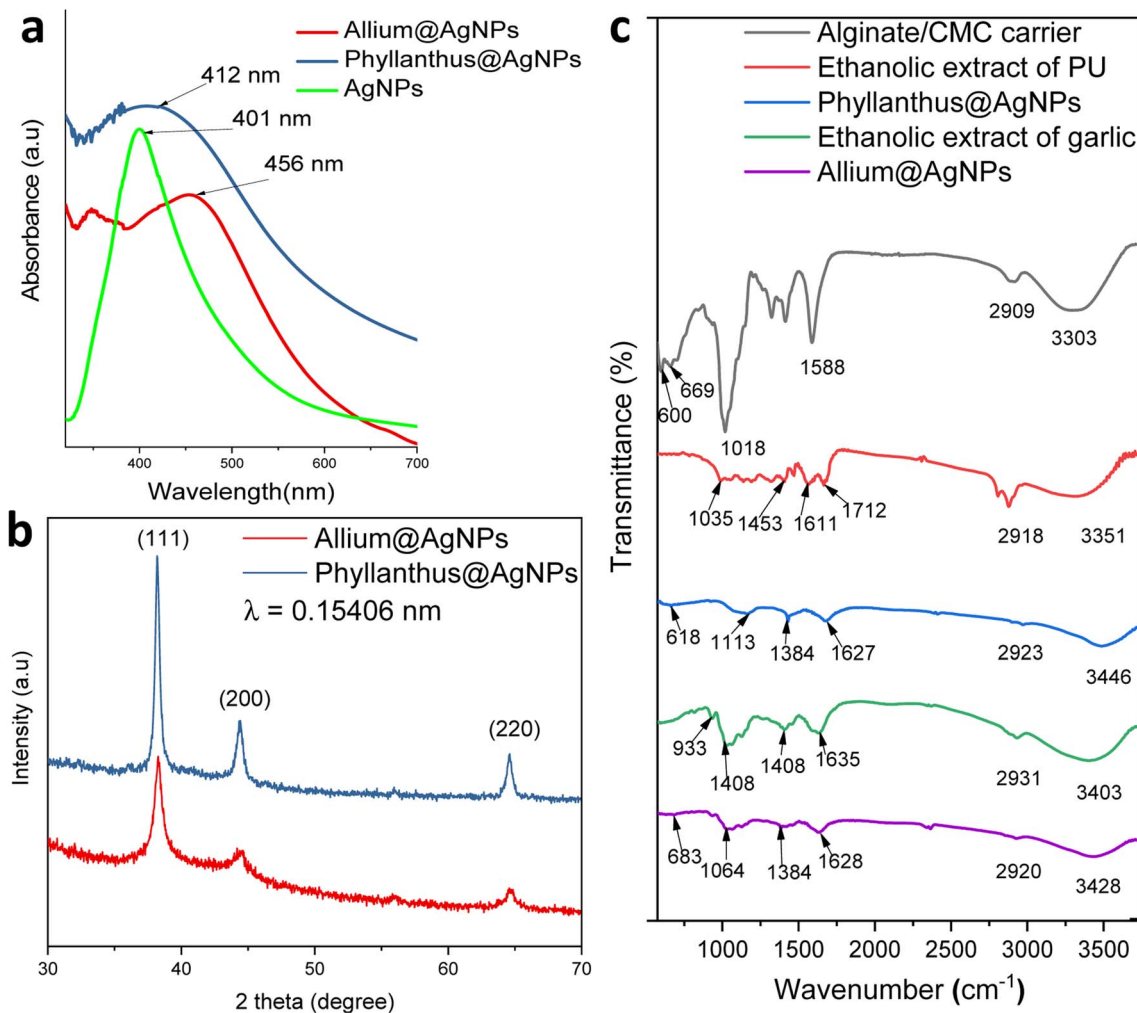 a
Allium@AgNPs
Phyllanthus@AgNPs
AgNPs
412 nm
401 nm
456 nm
Absorbance (a.u)
400
500
600
700
Wavelength(nm)
b
(111)
Allium@AgNPs
Phyllanthus@AgNPs
λ = 0.15406 nm
(200)
(220)
Intensity (a.u)
30
40
50
60
70
2 theta (degree)
c
Alginate/CMC carrier
Ethanolic extract of PU
Phyllanthus@AgNPs
Ethanolic extract of garlic
Allium@AgNPs
Transmittance (%)
600
669
1018
1588
2909
3303
1035
1453
1611
1712
2918
3351
618
1113
1384
1627
2923
3446
933
1408
1408
1635
2931
3403
683
1064
1384
1628
2920
3428
1000
1500
2000
2500
3000
3500
Wavenumber (cm⁻¹)